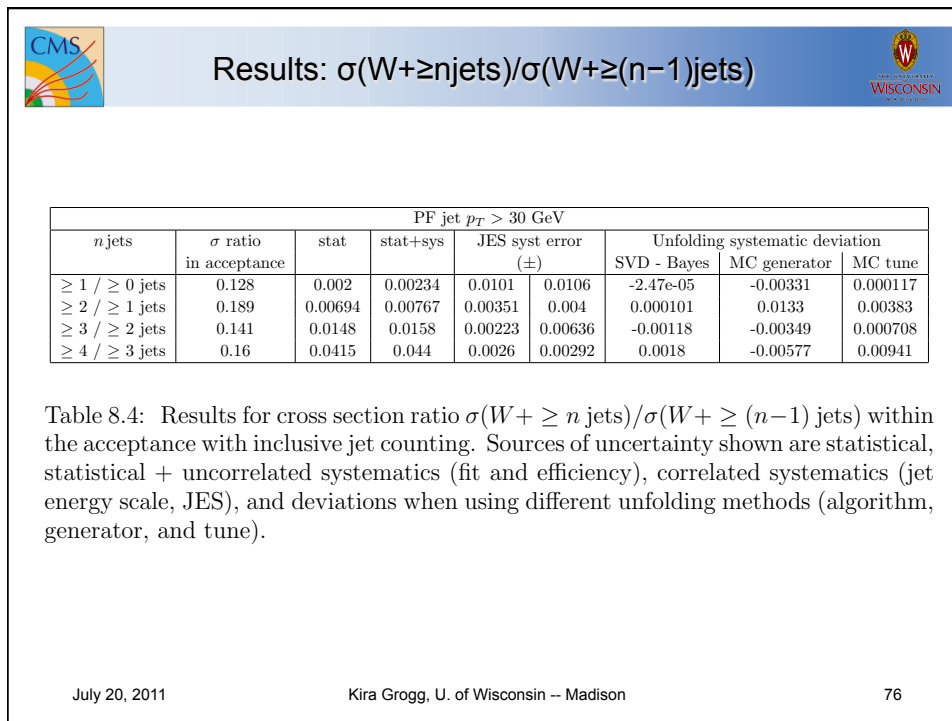 CMS
Results: σ(W+≥njets)/σ(W+≥(n−1)jets)
W
THE UNIVERSITY
WISCONSIN
MADISON
PF jet pT > 30 GeV
n jets σ ratio stat stat+sys JES syst error Unfolding systematic deviation
in acceptance (±) SVD - Bayes MC generator MC tune
≥ 1 / ≥ 0 jets 0.128 0.002 0.00234 0.0101 0.0106 -2.47e-05 -0.00331 0.000117
≥ 2 / ≥ 1 jets 0.189 0.00694 0.00767 0.00351 0.004 0.000101 0.0133 0.00383
≥ 3 / ≥ 2 jets 0.141 0.0148 0.0158 0.00223 0.00636 -0.00118 -0.00349 0.000708
≥ 4 / ≥ 3 jets 0.16 0.0415 0.044 0.0026 0.00292 0.0018 -0.00577 0.00941
Table 8.4: Results for cross section ratio σ(W+ ≥ n jets)/σ(W+ ≥ (n−1) jets) within
the acceptance with inclusive jet counting. Sources of uncertainty shown are statistical,
statistical + uncorrelated systematics (fit and efficiency), correlated systematics (jet
energy scale, JES), and deviations when using different unfolding methods (algorithm,
generator, and tune).
July 20, 2011
Kira Grogg, U. of Wisconsin -- Madison
76